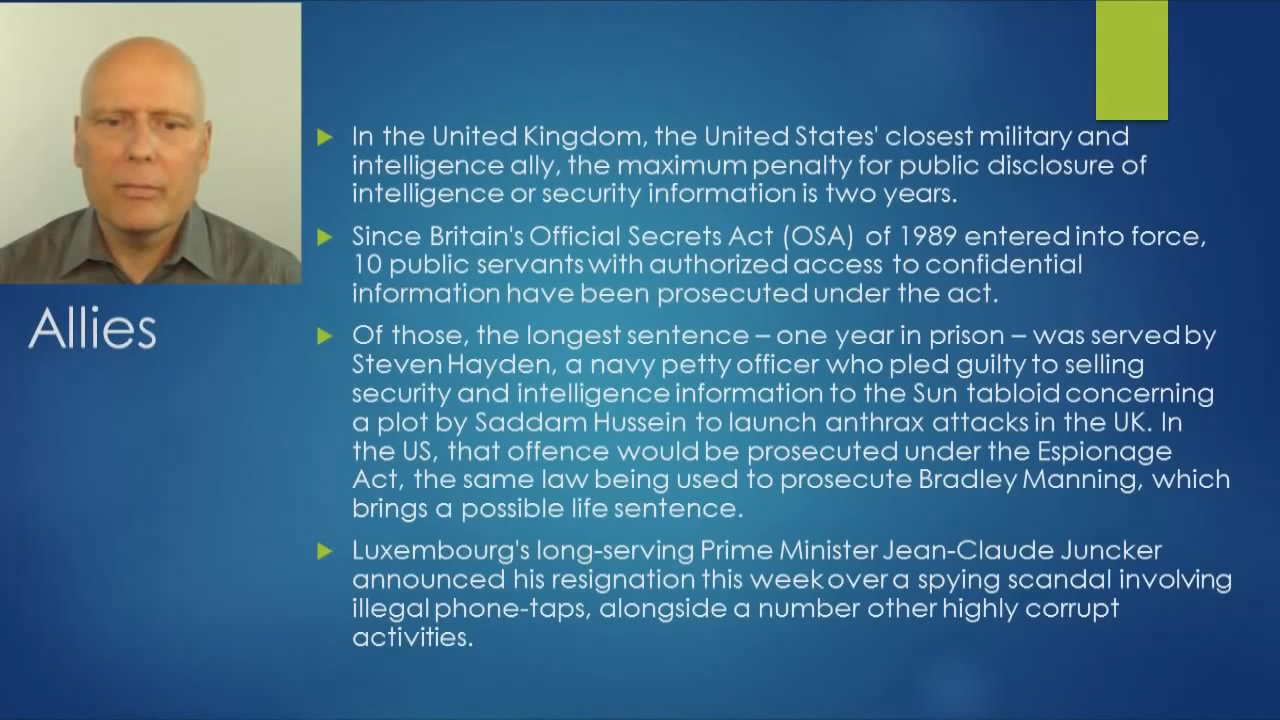 In the United Kingdom, the United States' closest military and
intelligence ally, the maximum penalty for public disclosure of
intelligence or security information is two years.
Since Britain's Official Secrets Act (OSA) of 1989 entered into force,
10 public servants with authorized access to confidential
information have been prosecuted under the act.
Allies
Of those, the longest sentence – one year in prison – was served by
Steven Hayden, a navy petty officer who pled guilty to selling
security and intelligence information to the Sun tabloid concerning
a plot by Saddam Hussein to launch anthrax attacks in the UK. In
the US, that offence would be prosecuted under the Espionage
Act, the same law being used to prosecute Bradley Manning, which
brings a possible life sentence.
Luxembourg's long-serving Prime Minister Jean-Claude Juncker
announced his resignation this week over a spying scandal involving
illegal phone-taps, alongside a number other highly corrupt
activities.